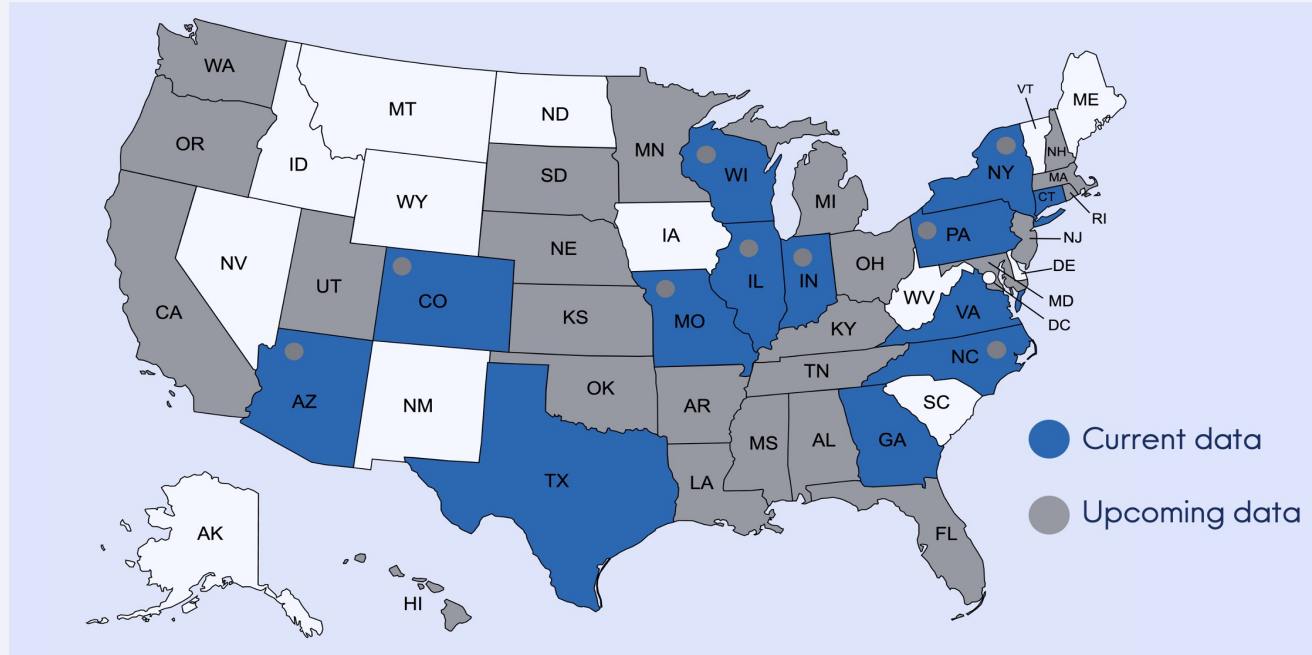 WA
MT
ND
MN
VT
ME
OR
ID
SD
WI
NY
NH
MA
WY
MI
CT
RI
IA
PA
NJ
NE
NV
OH
DE
UT
CO
IL
IN
WV
MD
CA
KS
MO
VA
DC
KY
NC
TN
AZ
NM
OK
AR
SC
MS
AL
GA
Current data
TX
LA
Upcoming data
AK
FL
HI